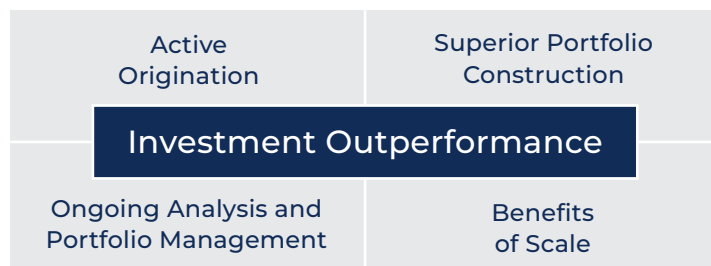 Active
Origination
Superior Portfolio
Construction
Investment Outperformance
Ongoing Analysis and
Portfolio Management
Benefits
of Scale